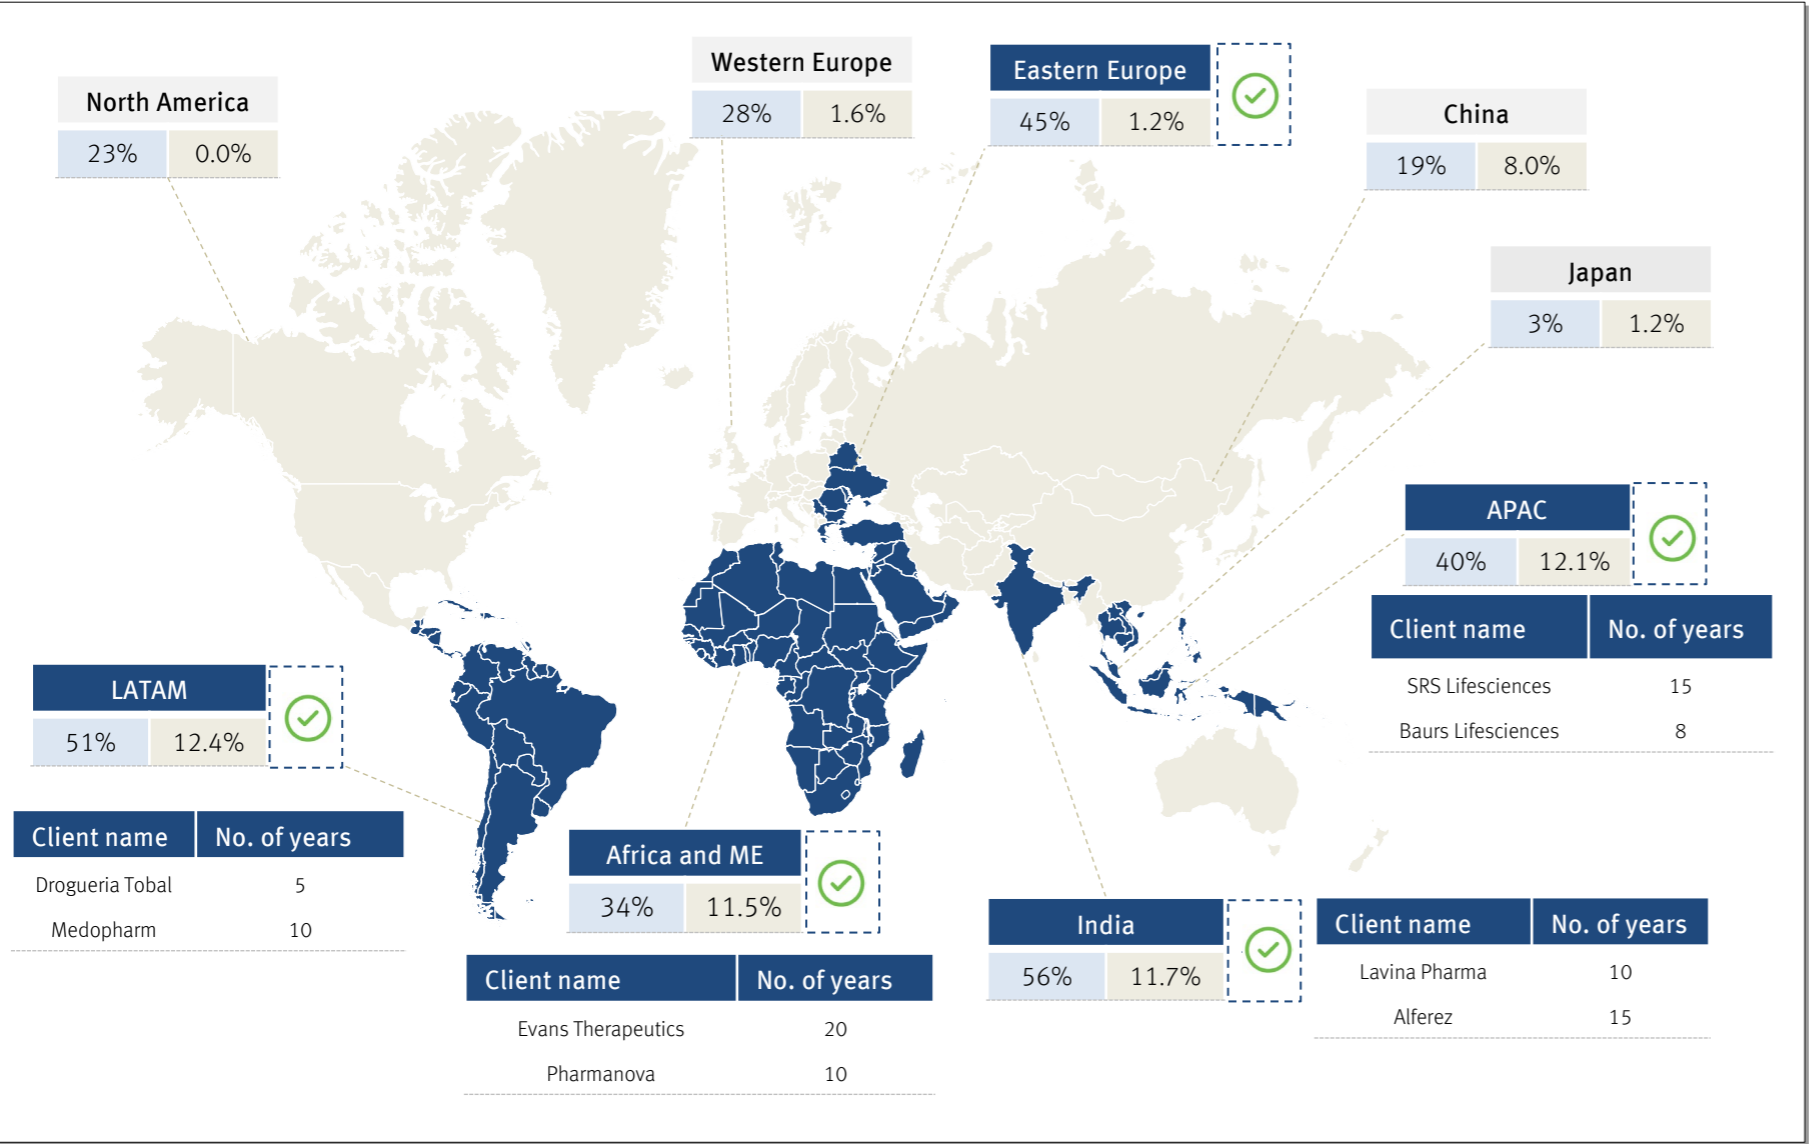 Western Europe
28% 1.6%
Eastern Europe
45% 1.2%
North America
23% 0.0%
China
19% 8.0%
Japan
3% 1.2%
APAC
40% 12.1%
Client name No. of years
SRS Lifesciences 15
Baurs Lifesciences 8
LATAM
51% 12.4%
Client name No. of years
Drogueria Tobal 5
Medopharm 10
Africa and ME
34% 11.5%
Client name No. of years
Evans Therapeutics 20
Pharmanova 10
India
56% 11.7%
Client name No. of years
Lavina Pharma 10
Alferez 15